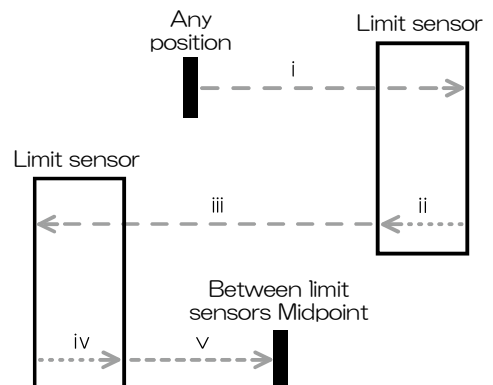 Any
position
Limit sensor
i
Limit sensor
iii
ii
Between limit
sensors Midpoint
iv
v